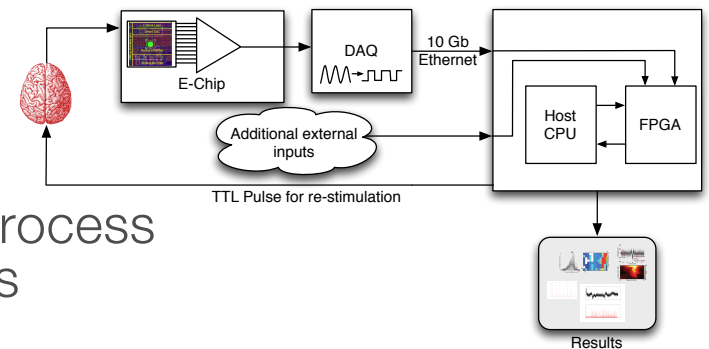 E-Chip
DAQ
10 Gb
Ethernet
Host
CPU
FPGA
Additional external
inputs
TTL Pulse for re-stimulation
rocess
s
Results